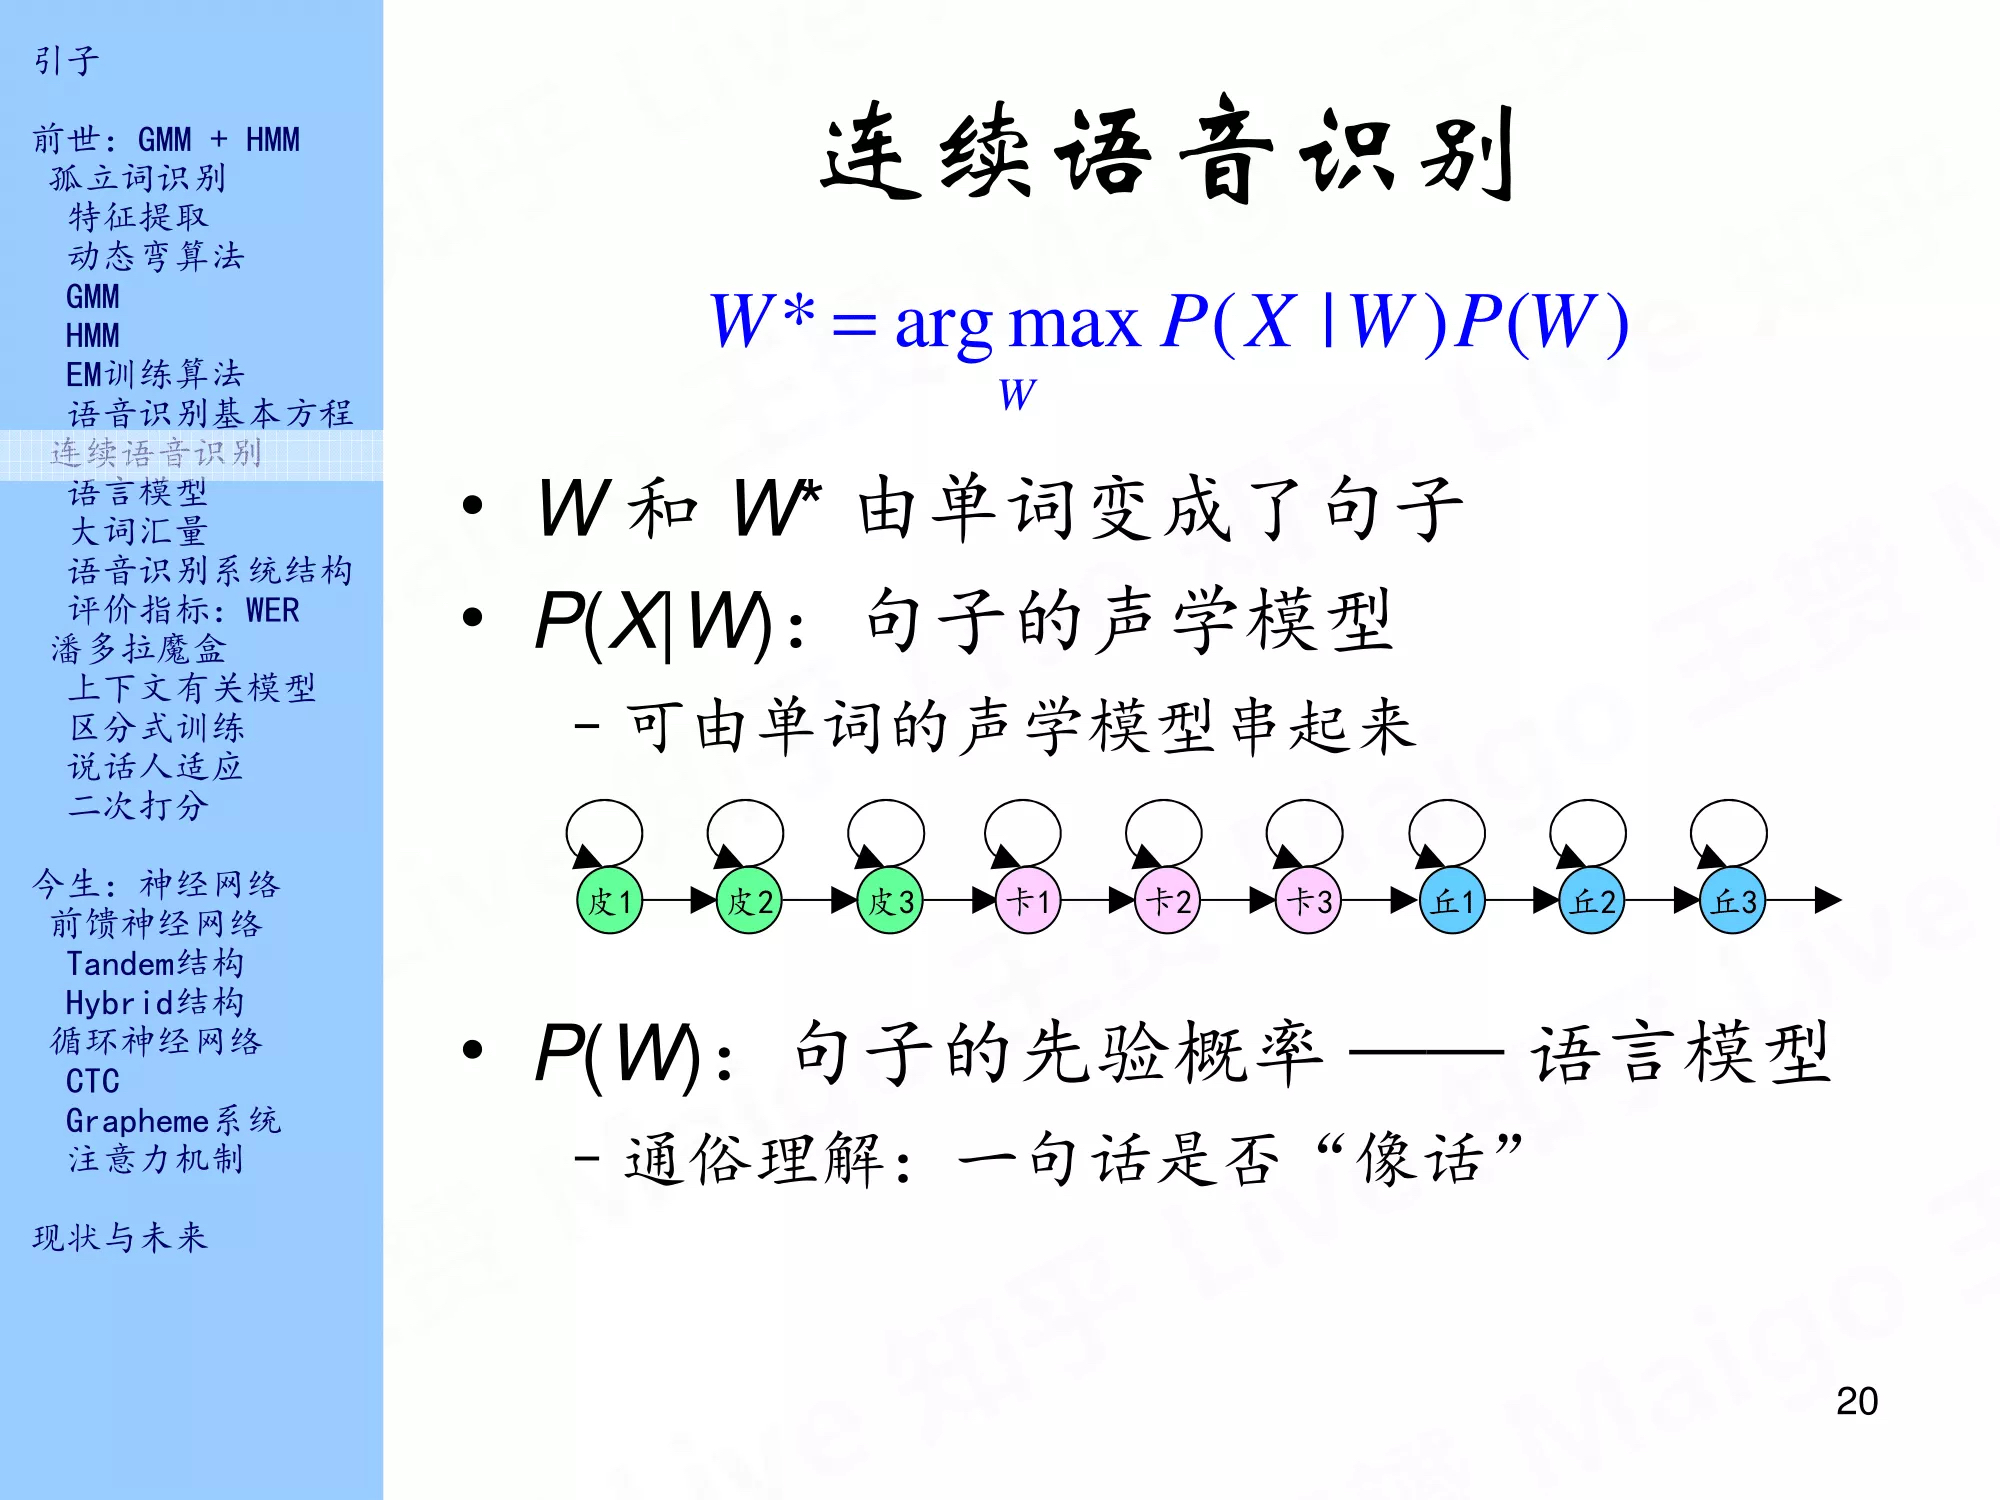 引子
前世：GMM + HMM
孤立词识别
特征提取
动态弯算法
GMM
HMM
EM训练算法
语音识别基本方程
连续语音识别
语言模型
大词汇量
语音识别系统结构
评价指标：WER
潘多拉魔盒
上下文有关模型
区分式训练
说话人适应
二次打分
今生：神经网络
前馈神经网络
Tandem结构
Hybrid结构
循环神经网络
CTC
Grapheme系统
注意力机制
现状与未来
连续语音识别
W* = arg max P(X | W)P(W)
W
• W 和 W* 由单词变成了句子
• P(X|W)：句子的声学模型
– 可由单词的声学模型串起来
皮1 皮2 皮3 卡1 卡2 卡3 丘1 丘2 丘3
• P(W)：句子的先验概率 —— 语言模型
– 通俗理解：一句话是否“像话”
20
知乎 Live Maigo 王赟